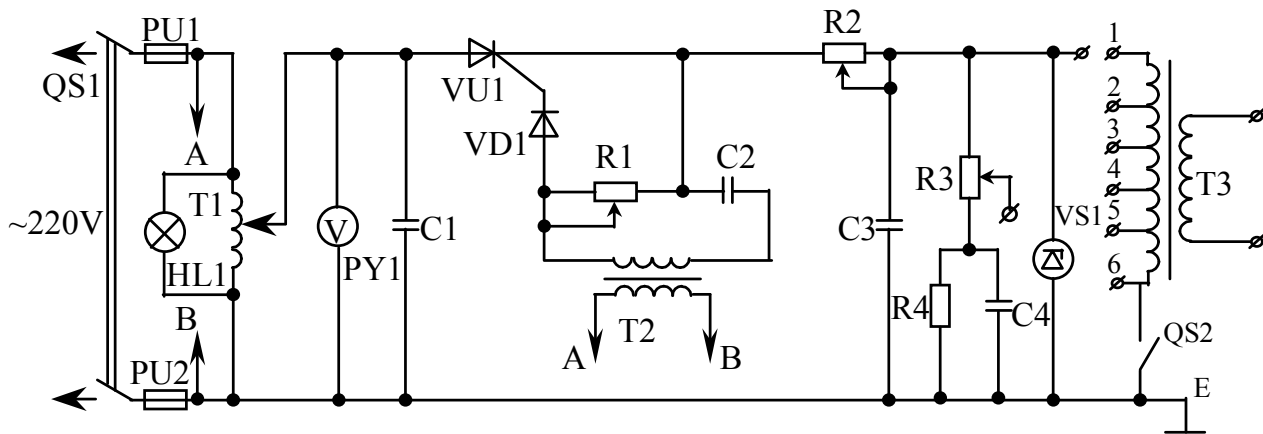 PU1
QS1
A
T1
~220V
HL1
B
PU2
V
PY1
C1
VU1
VD1
R1
C2
T2
A
B
R2
C3
R3
R4
C4
VS1
1
2
3
4
5
6
T3
QS2
E